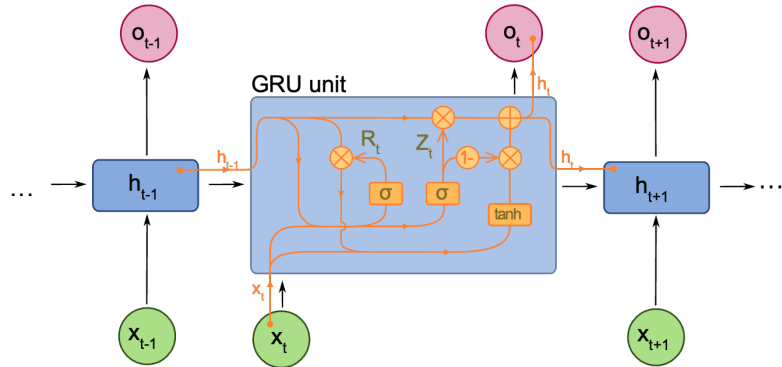 o_{t-1}
o_t
o_{t+1}
GRU unit
h_t
R_t
Z_t
h_{t-1}
1-
h_t
...
h_{t-1}
σ
σ
h_{t+1}
...
tanh
x_t
x_{t-1}
x_t
x_{t+1}